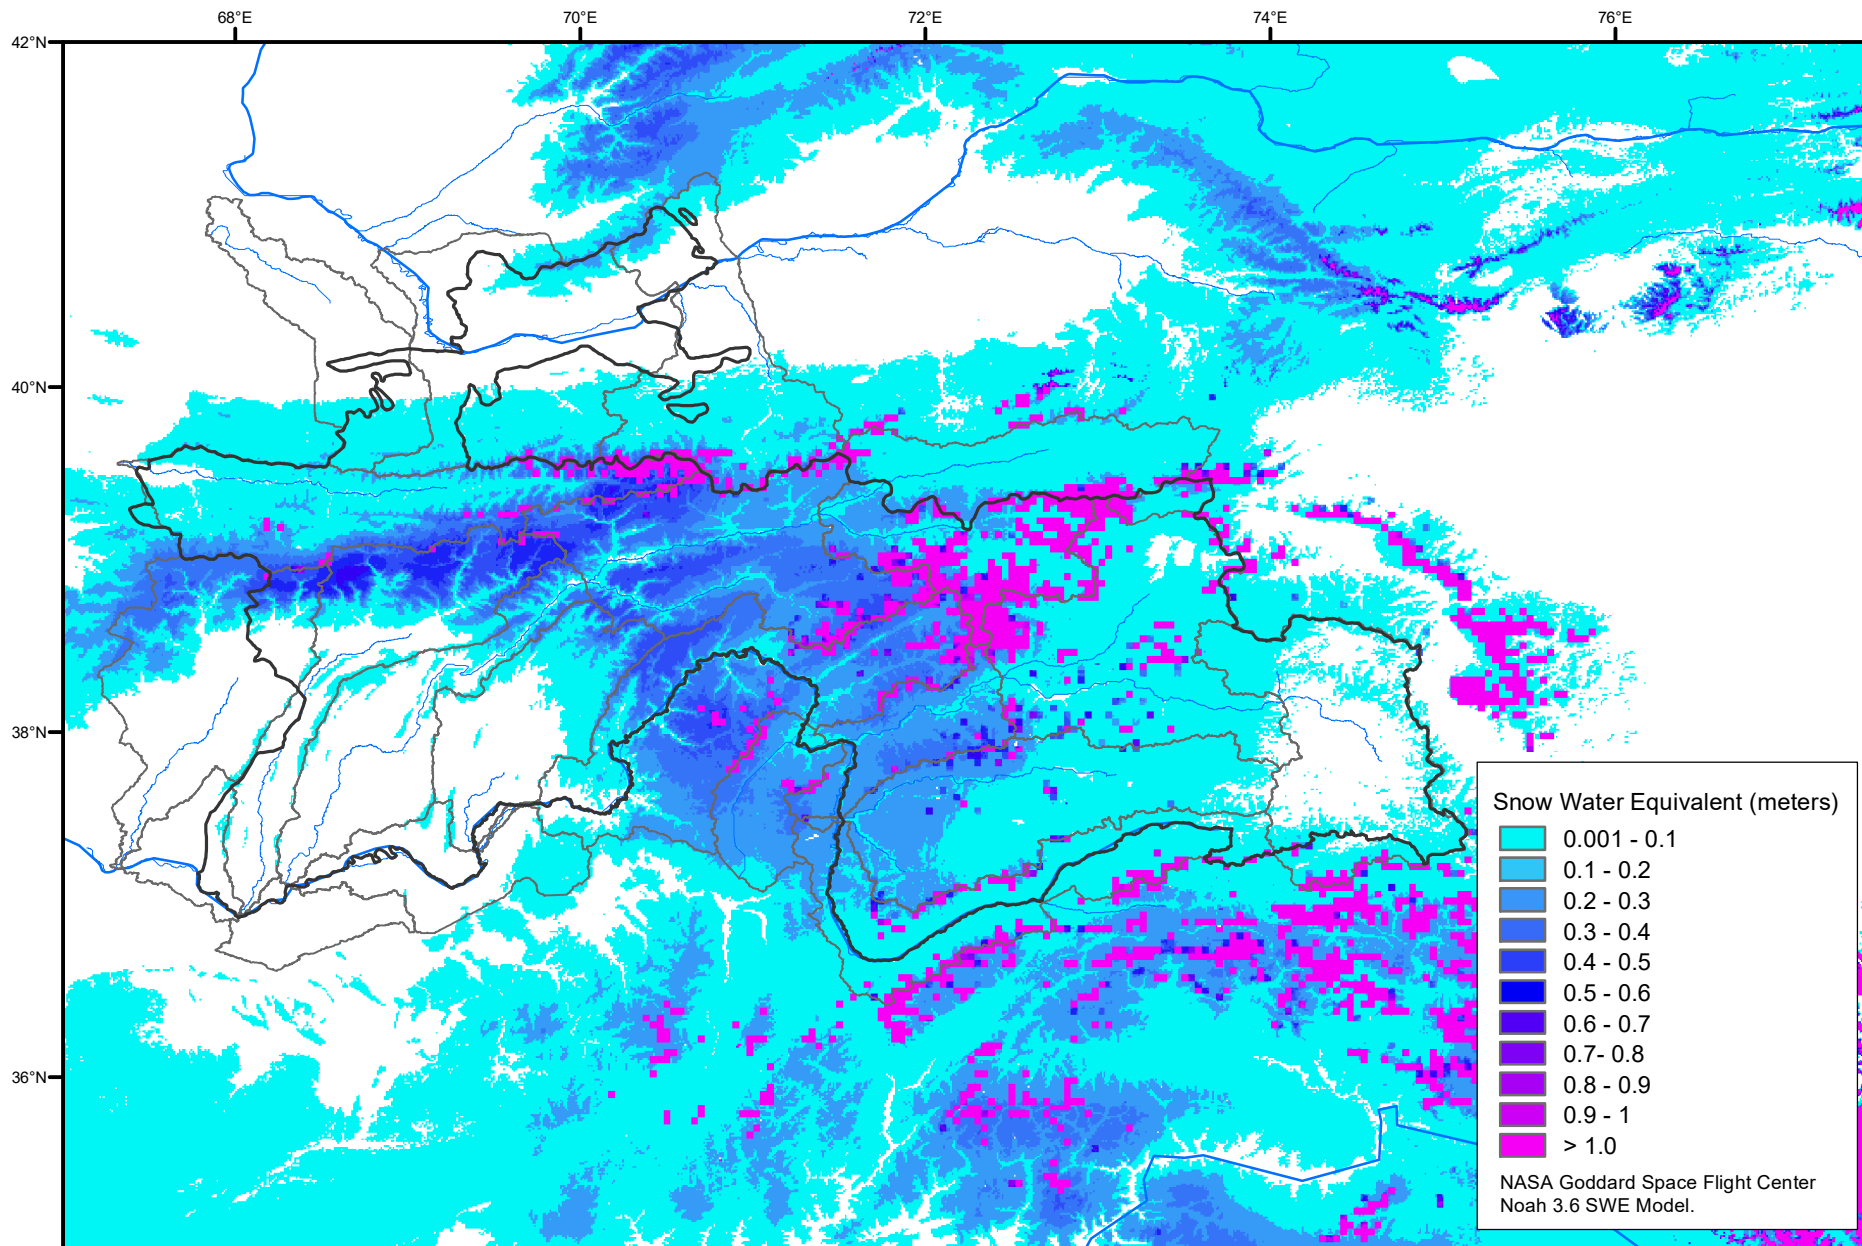 68°E
70°E
72°E
74°E
76°E
42°N
40°N
38°N
36°N
Snow Water Equivalent (meters)
0.001 - 0.1
0.1 - 0.2
0.2 - 0.3
0.3 - 0.4
0.4 - 0.5
0.5 - 0.6
0.6 - 0.7
0.7- 0.8
0.8 - 0.9
0.9 - 1
> 1.0
NASA Goddard Space Flight Center
Noah 3.6 SWE Model.